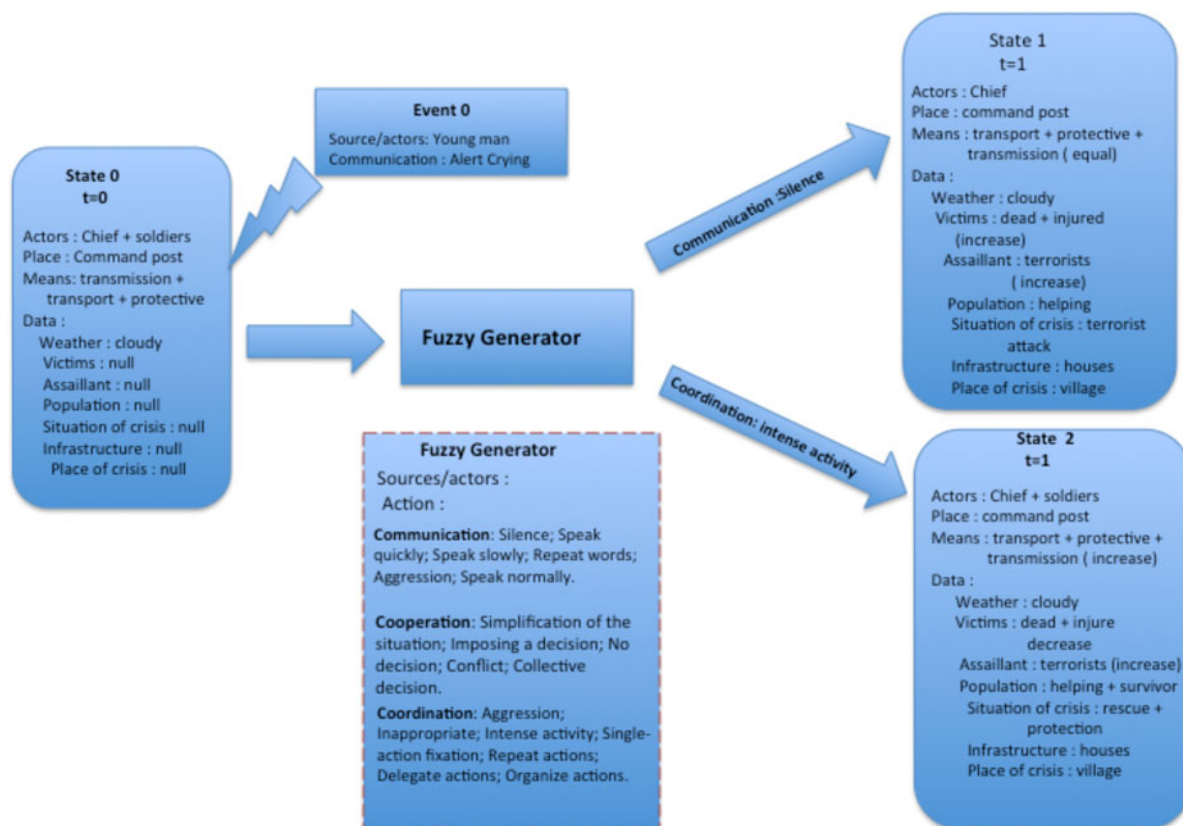 State 0
t=0
Actors : Chief + soldiers
Place : Command post
Means: transmission +
transport + protective
Data :
Weather : cloudy
Victims : null
Assaillant : null
Population : null
Situation of crisis : null
Infrastructure : null
Place of crisis : null
Event 0
Source/actors: Young man
Communication : Alert Crying
Fuzzy Generator
Fuzzy Generator
Sources/actors :
Action :
Communication: Silence; Speak
quickly; Speak slowly; Repeat words;
Aggression; Speak normally.
Cooperation: Simplification of the
situation; Imposing a decision; No
decision; Conflict; Collective
decision.
Coordination: Aggression;
Inappropriate; Intense activity; Single-
action fixation; Repeat actions;
Delegate actions; Organize actions.
Communication :Silence
Coordination: intense activity
State 1
t=1
Actors : Chief
Place : command post
Means : transport + protective +
transmission ( equal)
Data :
Weather : cloudy
Victims : dead + injured
(increase)
Assaillant : terrorists
( increase)
Population : helping
Situation of crisis : terrorist
attack
Infrastructure : houses
Place of crisis : village
State 2
t=1
Actors : Chief + soldiers
Place : command post
Means : transport + protective +
transmission ( increase)
Data :
Weather : cloudy
Victims : dead + injure
decrease
Assaillant : terrorists (increase)
Population : helping + survivor
Situation of crisis : rescue +
protection
Infrastructure : houses
Place of crisis : village